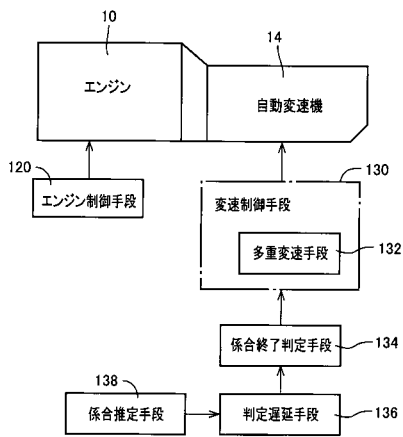 10
14
エンジン
自動変速機
120
130
エンジン制御手段
変速制御手段
多重変速手段
132
係合終了判定手段
134
138
係合推定手段
判定遅延手段
136